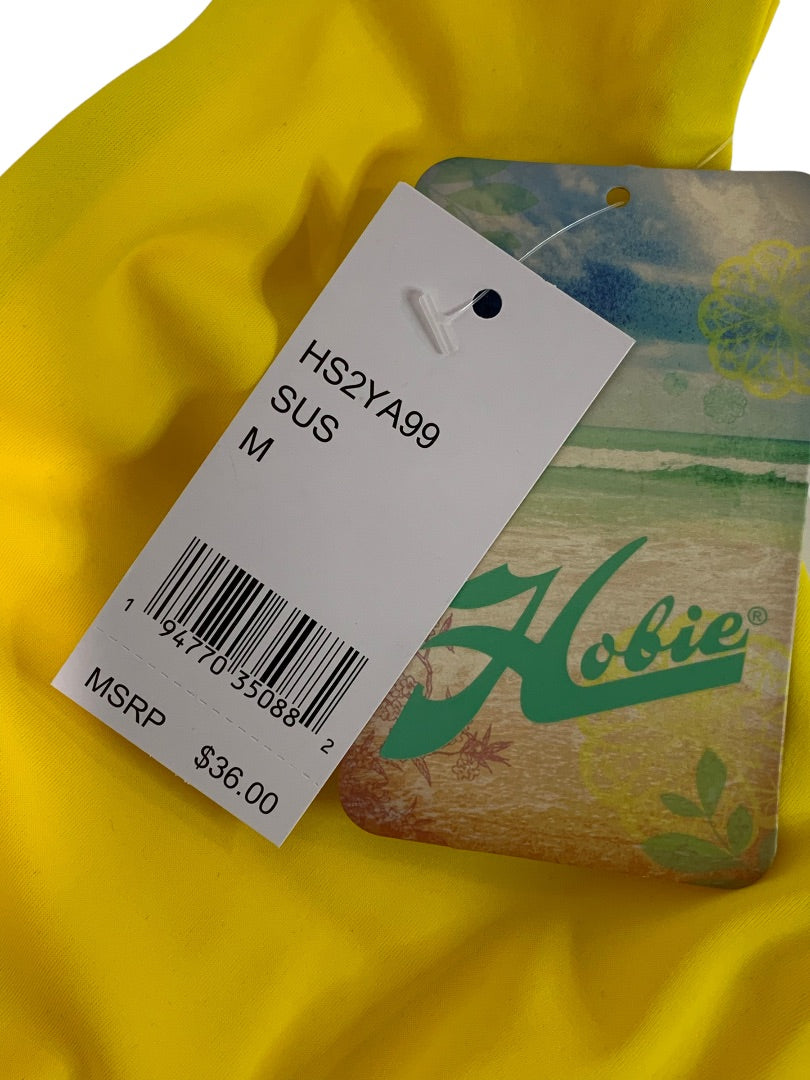 HS2YA99
SUS
M
1 94770 35088 2
MSRP
$36.00
Hobie®